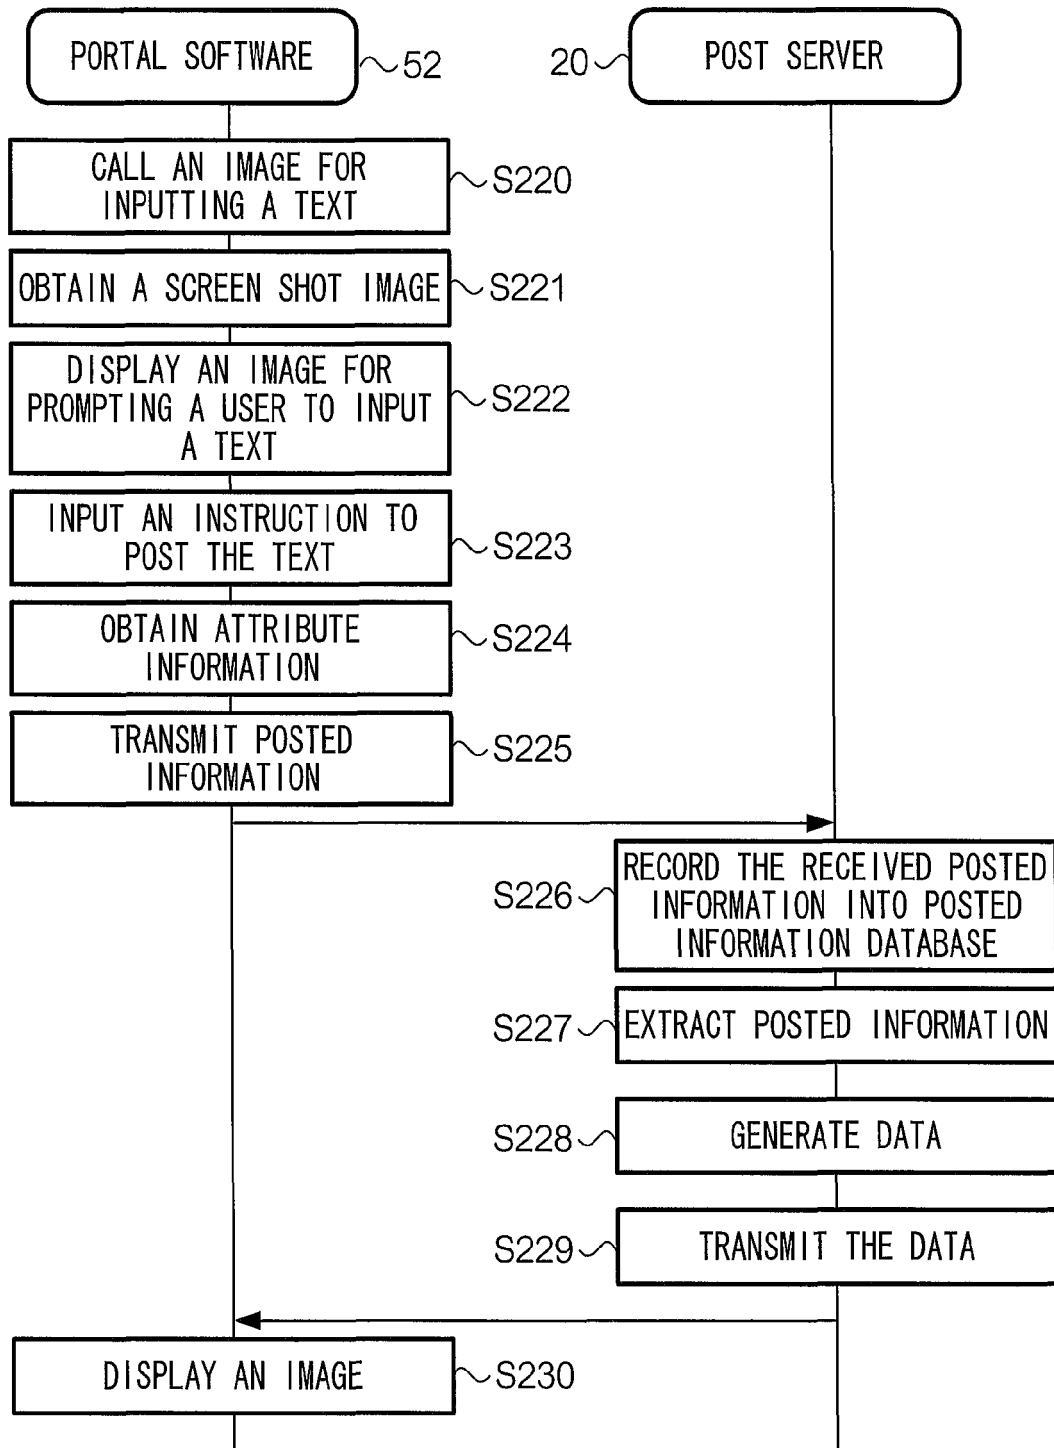 PORTAL SOFTWARE
52
20
POST SERVER
CALL AN IMAGE FOR
INPUTTING A TEXT
S220
OBTAIN A SCREEN SHOT IMAGE
S221
DISPLAY AN IMAGE FOR
PROMPTING A USER TO INPUT
A TEXT
S222
INPUT AN INSTRUCTION TO
POST THE TEXT
S223
OBTAIN ATTRIBUTE
INFORMATION
S224
TRANSMIT POSTED
INFORMATION
S225
S226
RECORD THE RECEIVED POSTED
INFORMATION INTO POSTED
INFORMATION DATABASE
S227
EXTRACT POSTED INFORMATION
S228
GENERATE DATA
S229
TRANSMIT THE DATA
DISPLAY AN IMAGE
S230